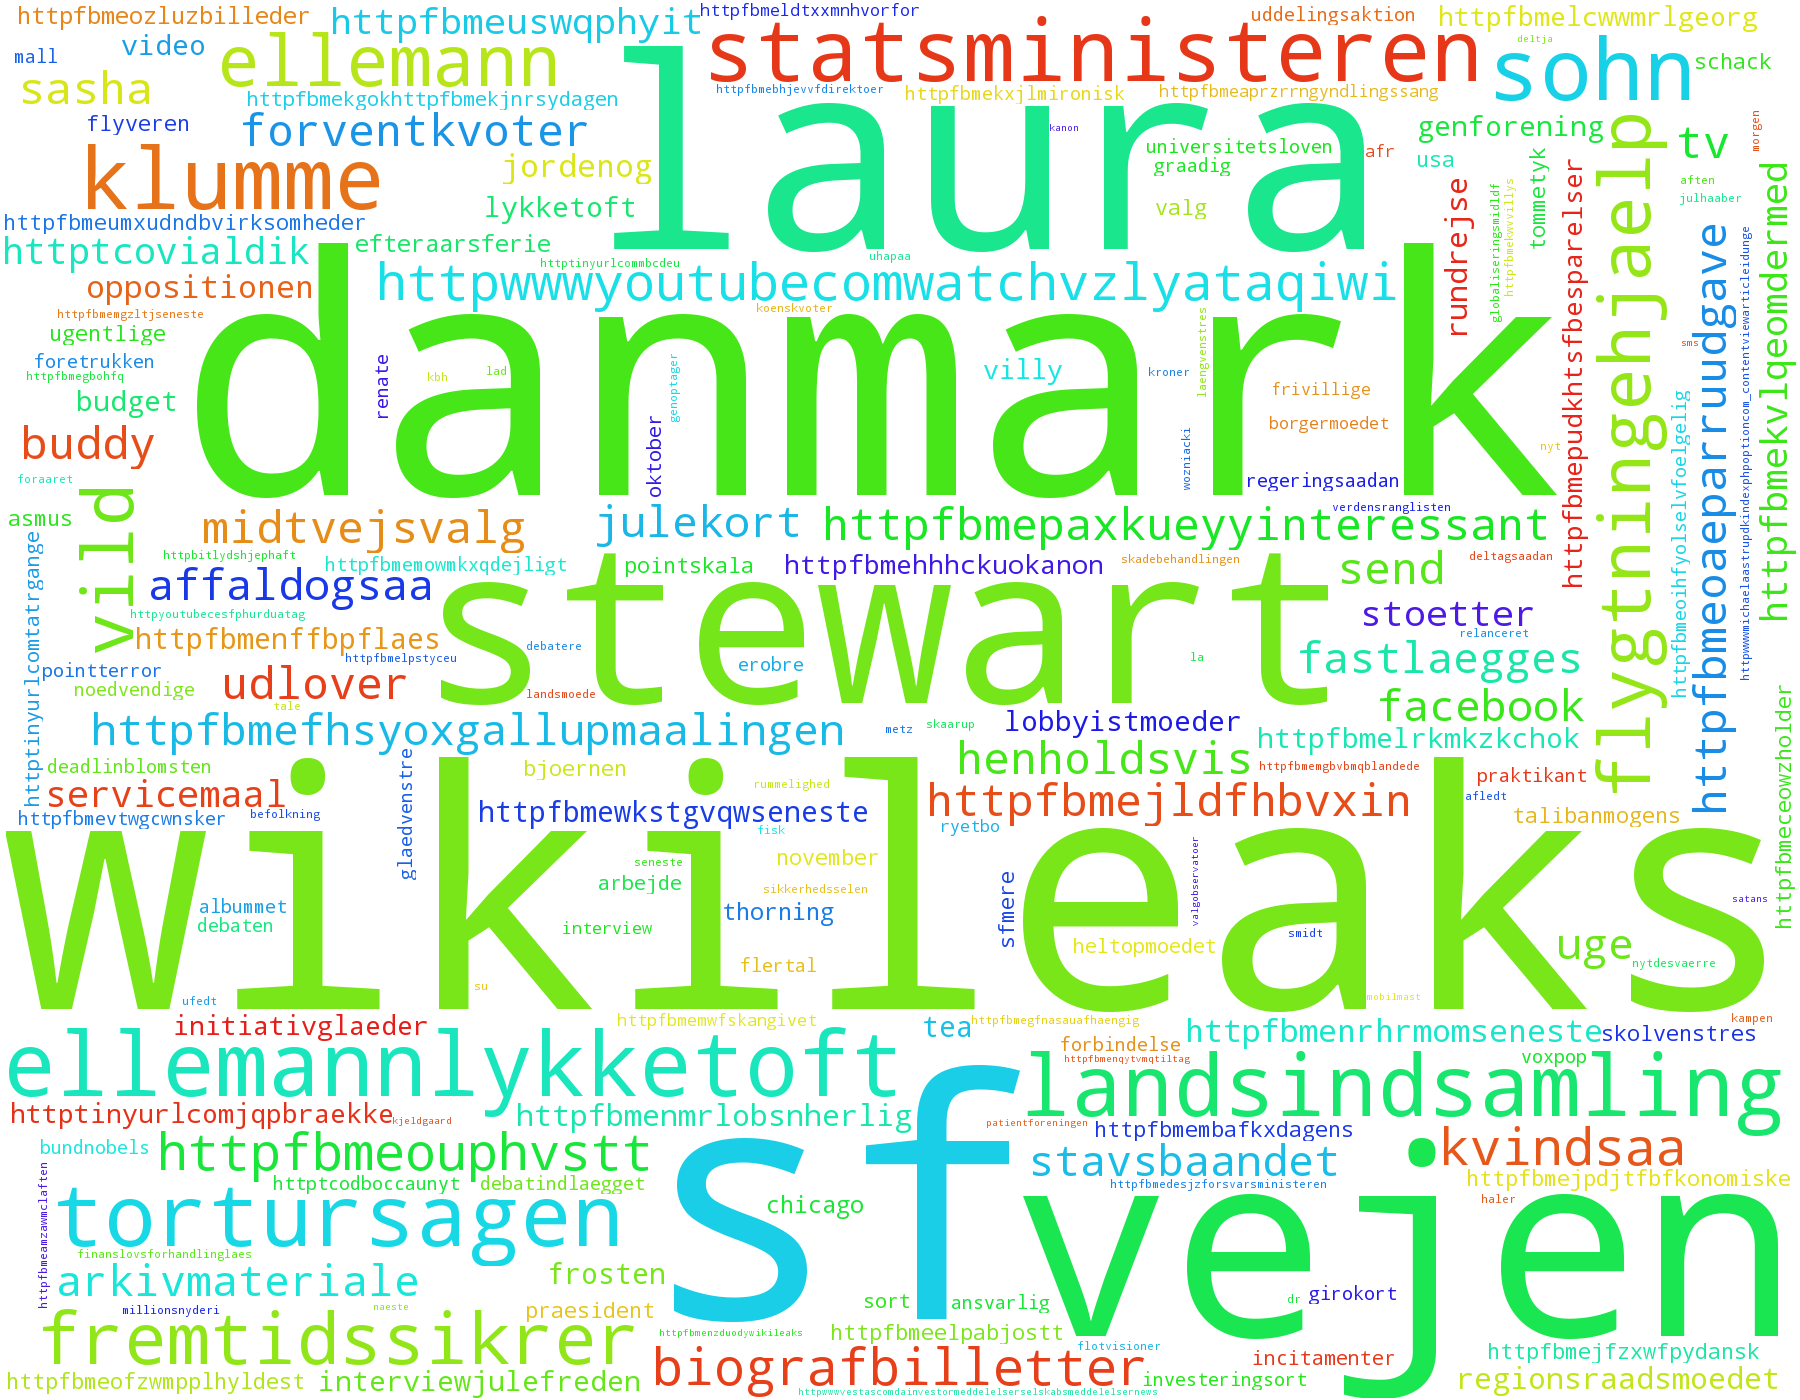 httpfbmeozluzbilleder
httpfbmeuswqphyit
httpfbmeldtxxmnhvorfor
uddelingsaktion
httpfbmelcwwmrlgeorg
mall
video
ellemann
laura
statsministeren
deltja
sohn
schack
sasha
httpfbmekgokhttpfbmekjnrsydagen
httpfbmebhjevvfdirektoer
httpfbmekxjlmironisk
httpfbmeaprzrrngyndlingssang
flyveren
forventkvoter
kanon
universitetsloven
afr
genforening
tv
morgen
klumme
jordenog
graadig
usa
tommetyk
flygtningehjaelp
aften
julhaaber
lykketoft
valg
rundrejse
globaliseringsmidldf
httpfbmekwvvillys
httpfbmepudkhtsfbesparelser
httpfbmeumxudndbvirksomheder
httptcovialdik
efteraarsferie
httptinyurlcommbcdeu
uhapaa
httpwwwyoutubecomwatchvzlyataqiwi
oppositionen
danmark
httpfbmemgzltjseneste
koenskvoter
ugentlige
foretrukken
httpfbmegbohfq
renate
kbh
lad
genoptager
villy
kroner
laengvenstres
frivillige
sms
budget
borgermoedet
httpfbmeoaeparruudgave
httpfbmekvlqeomdermed
httpwwwmichaelaastrupdkindexphpoptioncom_contentviewarticleidunge
httpfbmeoihfyolselvfoelgelig
buddy
oktober
wozniacki
nyt
foraaret
vild
regeringsaadan
verdensranglisten
asmus
midtvejsvalg
julekort
httpfbmepaxkueyyinteressant
httptinyurlcomtatrgange
httpbitlydshjephaft
httpfbmemowmkxqdejligt
pointskala
httpfbmehhhckuokanon
skadebehandlingen
send
deltagsaadan
affaldogsaa
stewart
stoetter
httpyoutubecesfphurduatag
httpfbmenffbpflaes
debatere
relanceret
pointterror
httpfbmelpstyceu
erobre
la
fastlaegges
noedvendige
udlover
landsmoede
tale
facebook
httpfbmefhsyoxgallupmaalingen
metz
skaarup
lobbyistmoeder
httpfbmelrkmkzkchok
httpfbmeceowzholder
deadlinblomsten
glaedvenstre
bjoernen
rummelighed
henholdsvis
httpfbmemgbvbmqblandede
praktikant
servicemaal
httpfbmewkstgvqwseneste
httpfbmejldfhbvxin
afledt
httpfbmevtwgcwnsker
befolkning
fisk
ryetbo
talibanmogens
wikileaks
seneste
november
arbejde
sikkerhedsselen
sfmere
valgobservatoer
satans
albummet
debaten
interview
thorning
smidt
heltopmoedet
uge
flertal
nytdesvaerre
ufedt
su
mobilmast
initiativglaeder
httpfbmemwfskangivet
tea
httpfbmegfnasauafhaengig
httpfbmenrhrmomseneste
kampen
skolvenstres
forbindelse
httpfbmenqytvmqtiltag
voxpop
ellemannlykketoft
sf
landsindsamling
httptinyurlcomjqpbraekke
kjeldgaard
httpfbmenmrlobsnherlig
patientforeningen
httpfbmembafkxdagens
bundnobels
httpfbmeouphvstt
stavsbaandet
kvindsaa
httpfbmeamzawmclaften
httptcodboccaunyt
debatindlaegget
httpfbmedesjzforsvarsministeren
httpfbmejpdjtfbfkonomiske
tortursagen
chicago
vejen
haler
finanslovsforhandlinglaes
arkivmateriale
frosten
millionsnyderi
naeste
praesident
sort
ansvarlig
dr
girokort
fremtidssikrer
httpfbmenzduodywikileaks
httpfbmeelpabjostt
flotvisioner
httpfbmejfzxwfpydansk
httpfbmeofzwmpplhyldest
interviewjulefreden
biografbilletter
incitamenter
investeringsort
regionsraadsmoedet
httpwwwvestascomdainvestormeddelelserselskabsmeddelelsernews